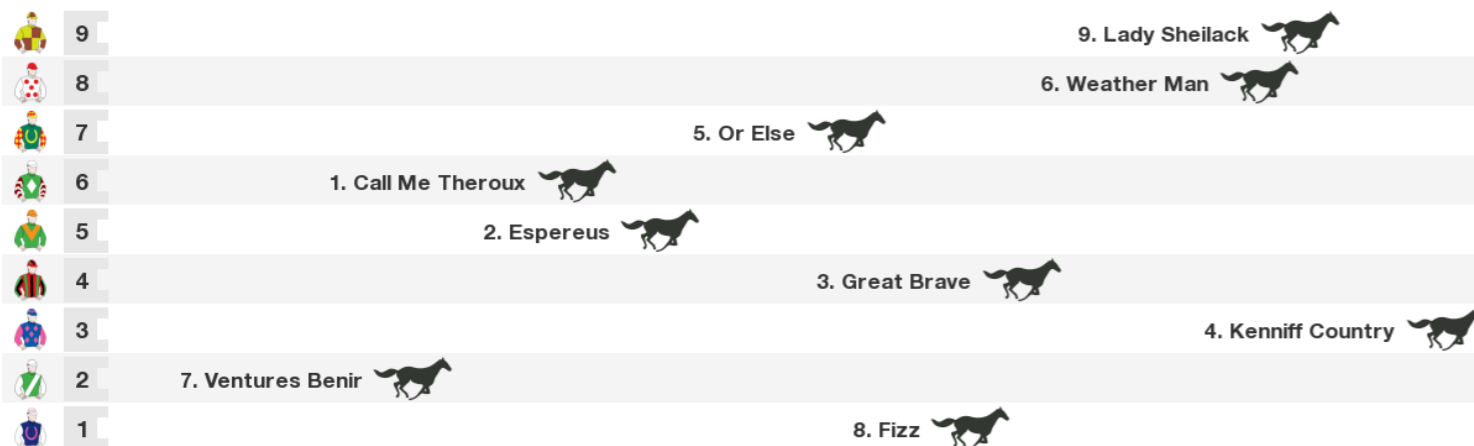 9 9. Lady Sheilack
8 6. Weather Man
7 5. Or Else
6 1. Call Me Theroux
5 2. Espereus
4 3. Great Brave
3 4. Kenniff Country
2 7. Ventures Benir
1 8. Fizz